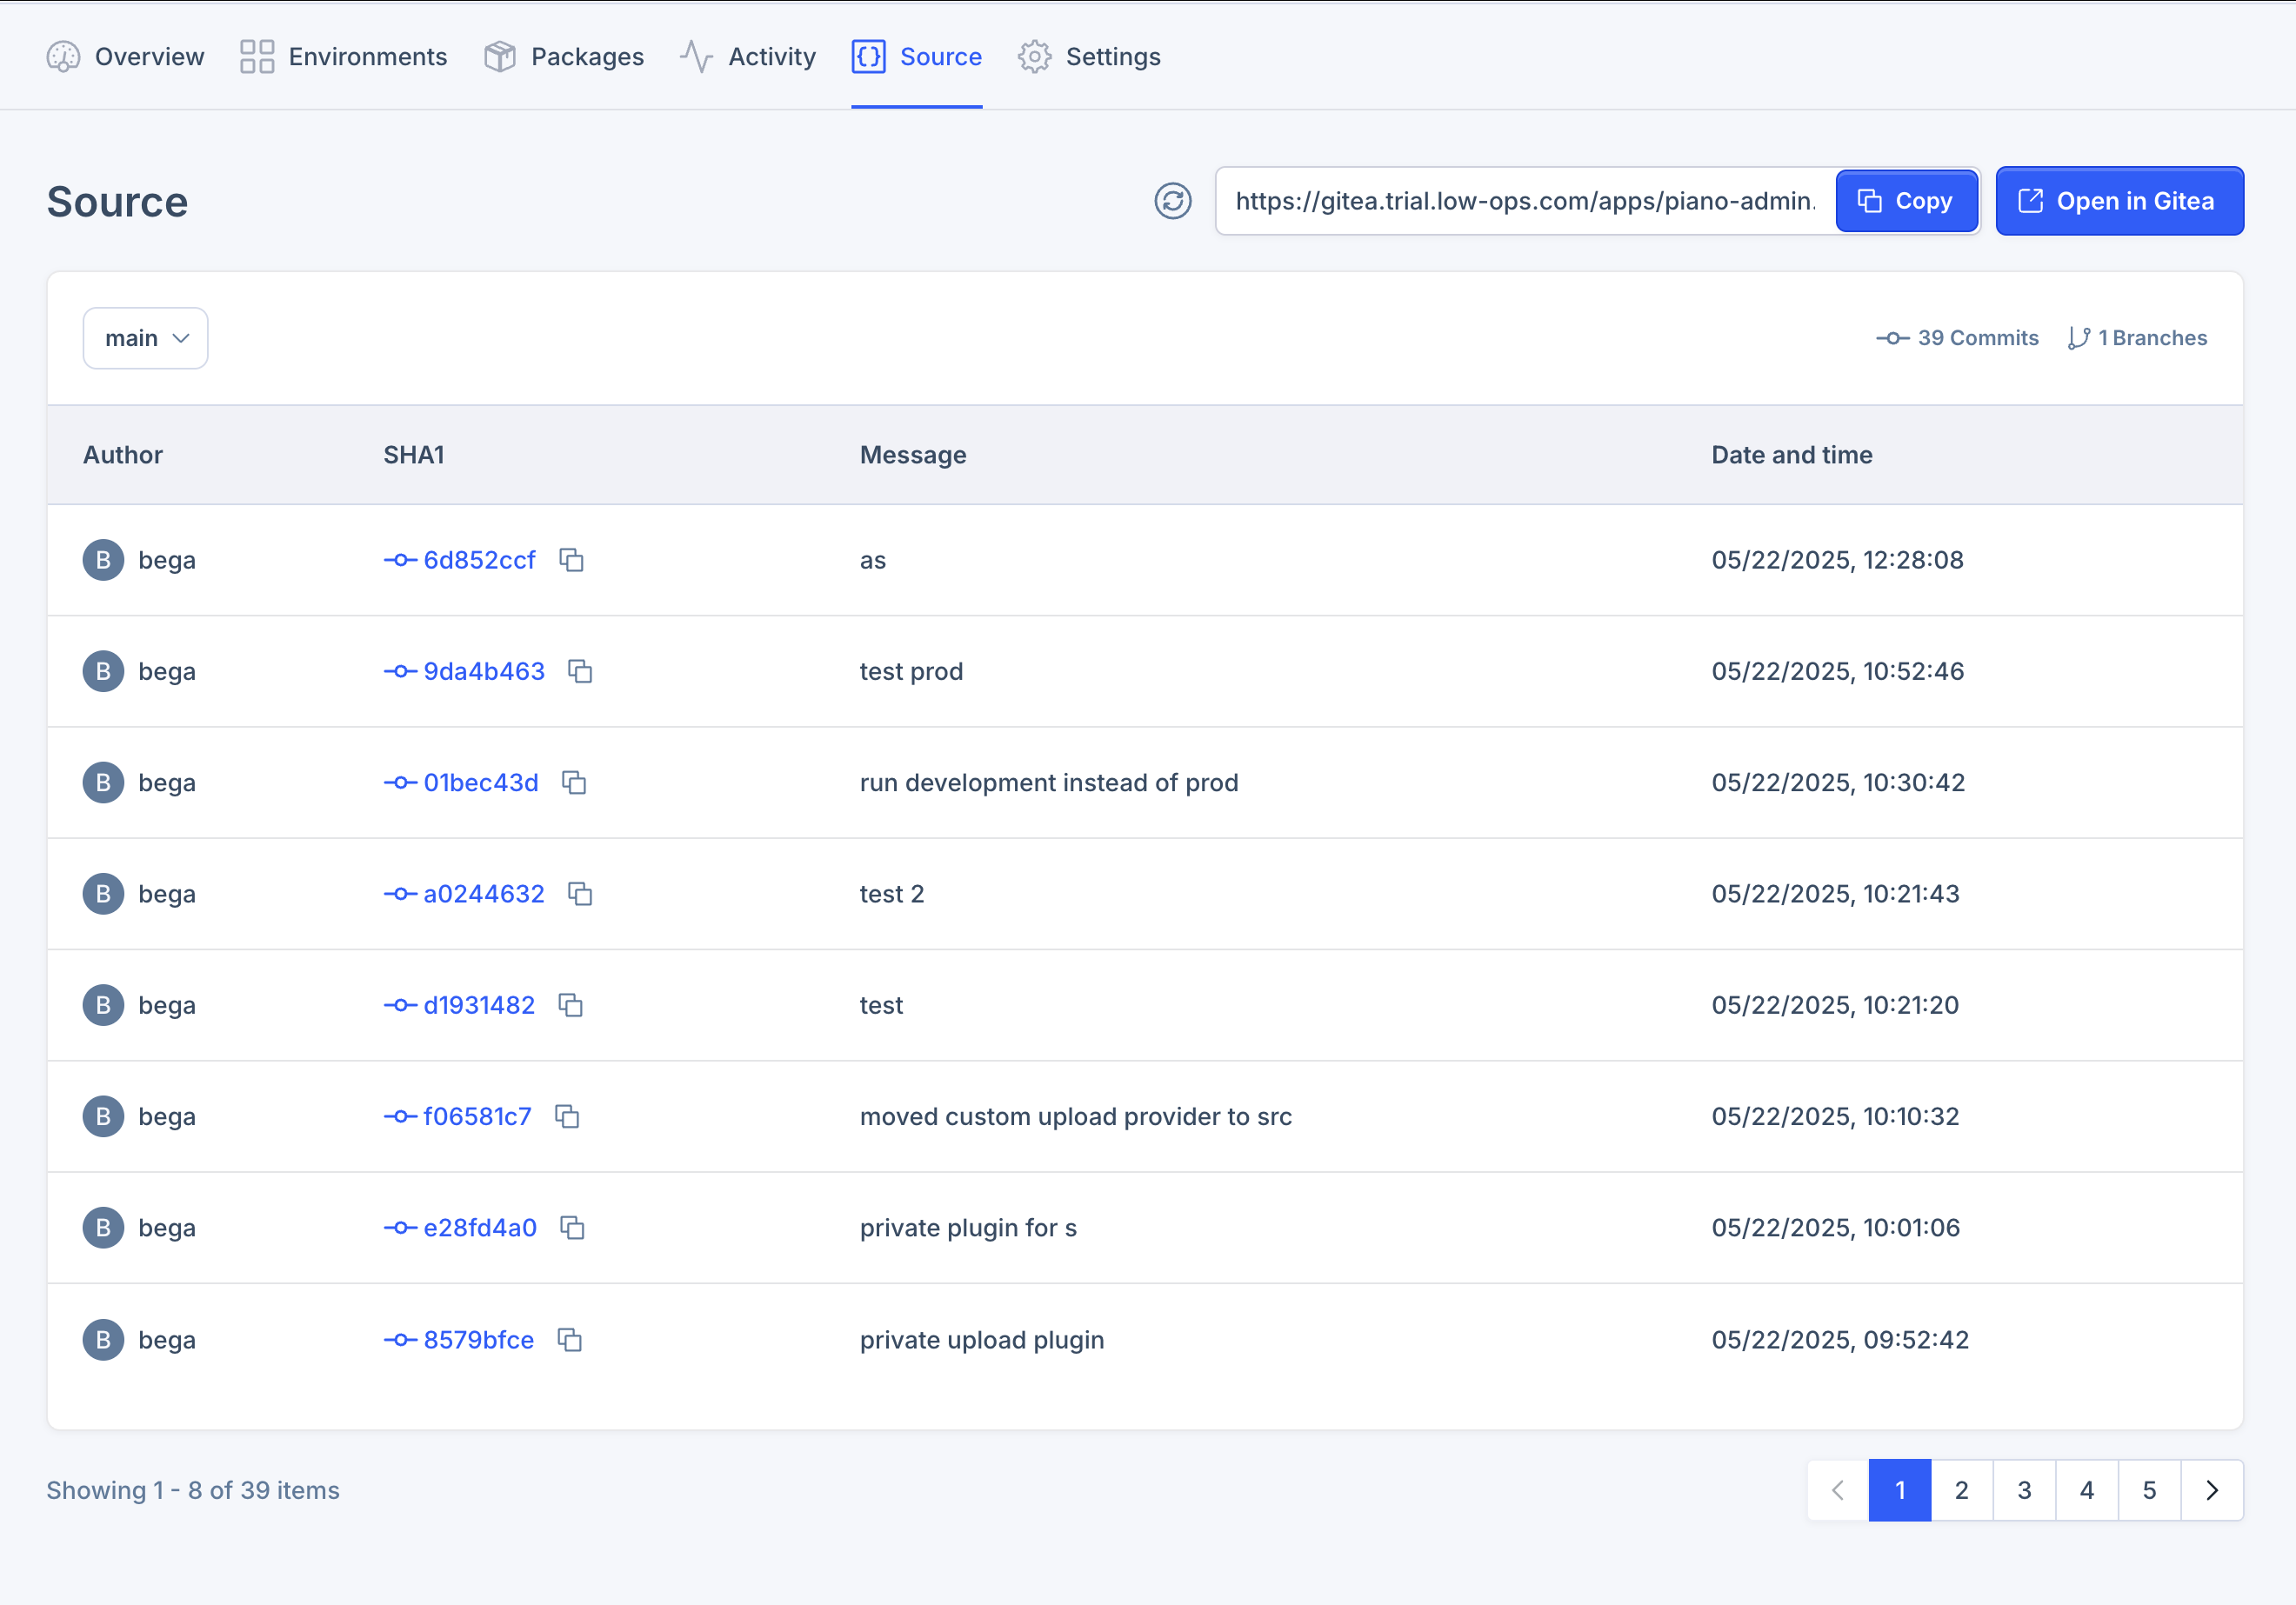 Overview Environments Packages Activity Source Settings
Source
https://gitea.trial.low-ops.com/apps/piano-admin. Copy Open in Gitea
main 39 Commits 1 Branches
Author SHA1 Message Date and time
B bega 6d852ccf as 05/22/2025, 12:28:08
B bega 9da4b463 test prod 05/22/2025, 10:52:46
B bega 01bec43d run development instead of prod 05/22/2025, 10:30:42
B bega a0244632 test 2 05/22/2025, 10:21:43
B bega d1931482 test 05/22/2025, 10:21:20
B bega f06581c7 moved custom upload provider to src 05/22/2025, 10:10:32
B bega e28fd4a0 private plugin for s 05/22/2025, 10:01:06
B bega 8579bfce private upload plugin 05/22/2025, 09:52:42
Showing 1 - 8 of 39 items 1 2 3 4 5